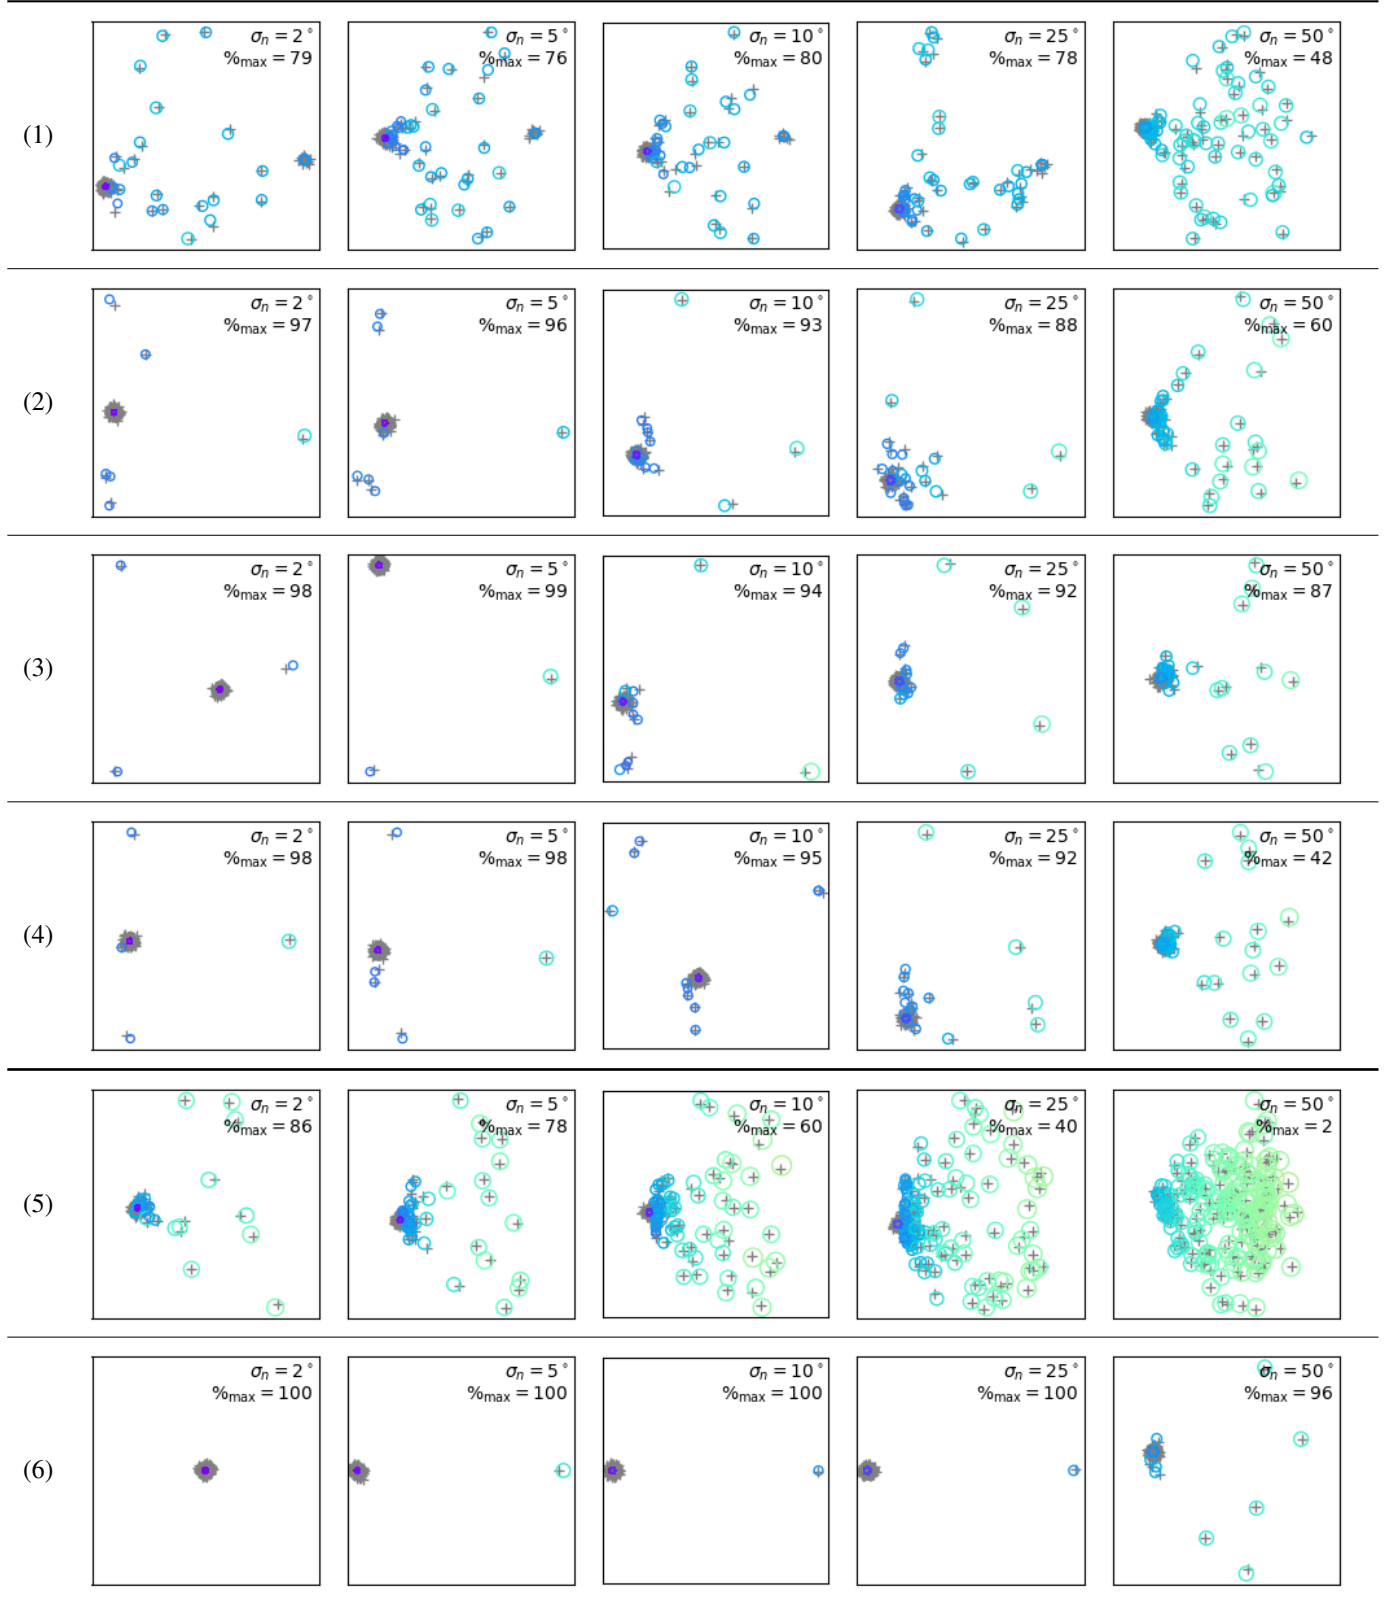 σₙ = 2° σₙ = 5° σₙ = 10° σₙ = 25° σₙ = 50°
%max = 79 %max = 76 %max = 80 %max = 78 %max = 48
(1)
σₙ = 2° σₙ = 5° σₙ = 10° σₙ = 25° σₙ = 50°
%max = 97 %max = 96 %max = 93 %max = 88 %max = 60
(2)
σₙ = 2° σₙ = 5° σₙ = 10° σₙ = 25° σₙ = 50°
%max = 98 %max = 99 %max = 94 %max = 92 %max = 87
(3)
σₙ = 2° σₙ = 5° σₙ = 10° σₙ = 25° σₙ = 50°
%max = 98 %max = 98 %max = 95 %max = 92 %max = 42
(4)
σₙ = 2° σₙ = 5° σₙ = 10° σₙ = 25° σₙ = 50°
%max = 86 %max = 78 %max = 60 %max = 40 %max = 2
(5)
σₙ = 2° σₙ = 5° σₙ = 10° σₙ = 25° σₙ = 50°
%max = 100 %max = 100 %max = 100 %max = 100 %max = 96
(6)